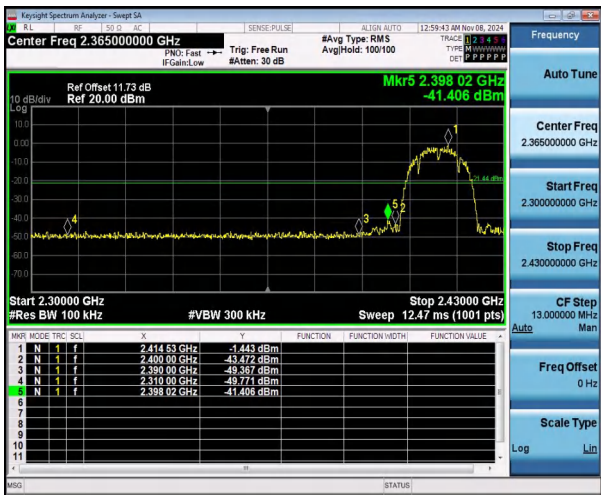 Keysight Spectrum Analyzer - Swept SA
RL RF 50 Ω AC SENSE:PULSE ALIGN AUTO 12:59:43 AM Nov 08, 2024
Center Freq 2.365000000 GHz
PNO: Fast
IFGain:Low
Trig: Free Run
#Atten: 30 dB
#Avg Type: RMS
Avg|Hold: 100/100
TRACE 1 2 3 4 5 6
TYPE M WWWWW
DET P P P P P P
10 dB/div
Log
Ref Offset 11.73 dB
Ref 20.00 dBm
Mkr5 2.398 02 GHz
-41.406 dBm
10.0
0.00
-10.0
-20.0
-30.0
-40.0
-50.0
-60.0
-70.0
1
2
3
4
5
-21.44 dBm
Start 2.30000 GHz
Stop 2.43000 GHz
#Res BW 100 kHz
#VBW 300 kHz
Sweep 12.47 ms (1001 pts)
MKR MODE TRC SCL X Y FUNCTION FUNCTION WIDTH FUNCTION VALUE
1 N 1 f 2.414 53 GHz -1.443 dBm
2 N 1 f 2.400 00 GHz -43.472 dBm
3 N 1 f 2.390 00 GHz -49.367 dBm
4 N 1 f 2.310 00 GHz -49.771 dBm
5 N 1 f 2.398 02 GHz -41.406 dBm
6
7
8
9
10
11
MSG
STATUS
Frequency
Auto Tune
Center Freq
2.365000000 GHz
Start Freq
2.300000000 GHz
Stop Freq
2.430000000 GHz
CF Step
13.000000 MHz
Auto Man
Freq Offset
0 Hz
Scale Type
Log Lin